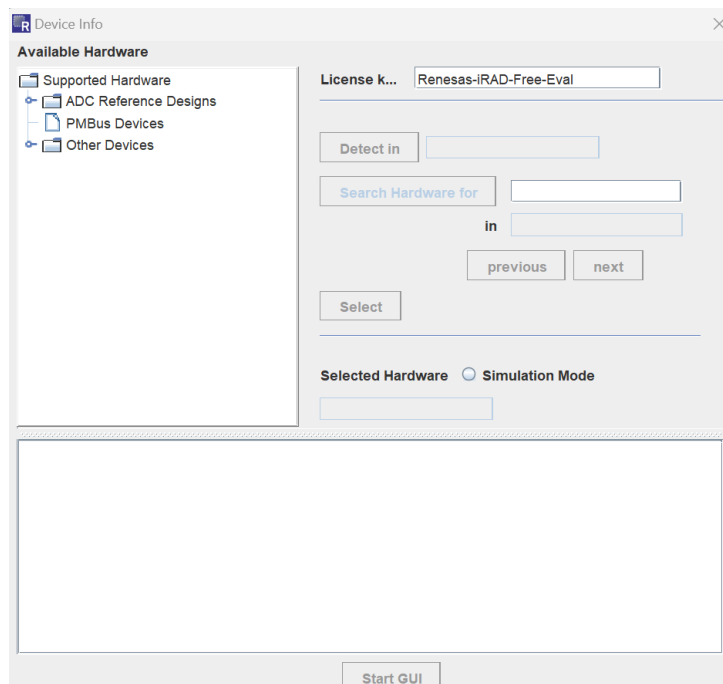 R Device Info
Available Hardware
Supported Hardware
ADC Reference Designs
PMBus Devices
Other Devices
License k... Renesas-iRAD-Free-Eval
Detect in
Search Hardware for
in
previous next
Select
Selected Hardware Simulation Mode
Start GUI